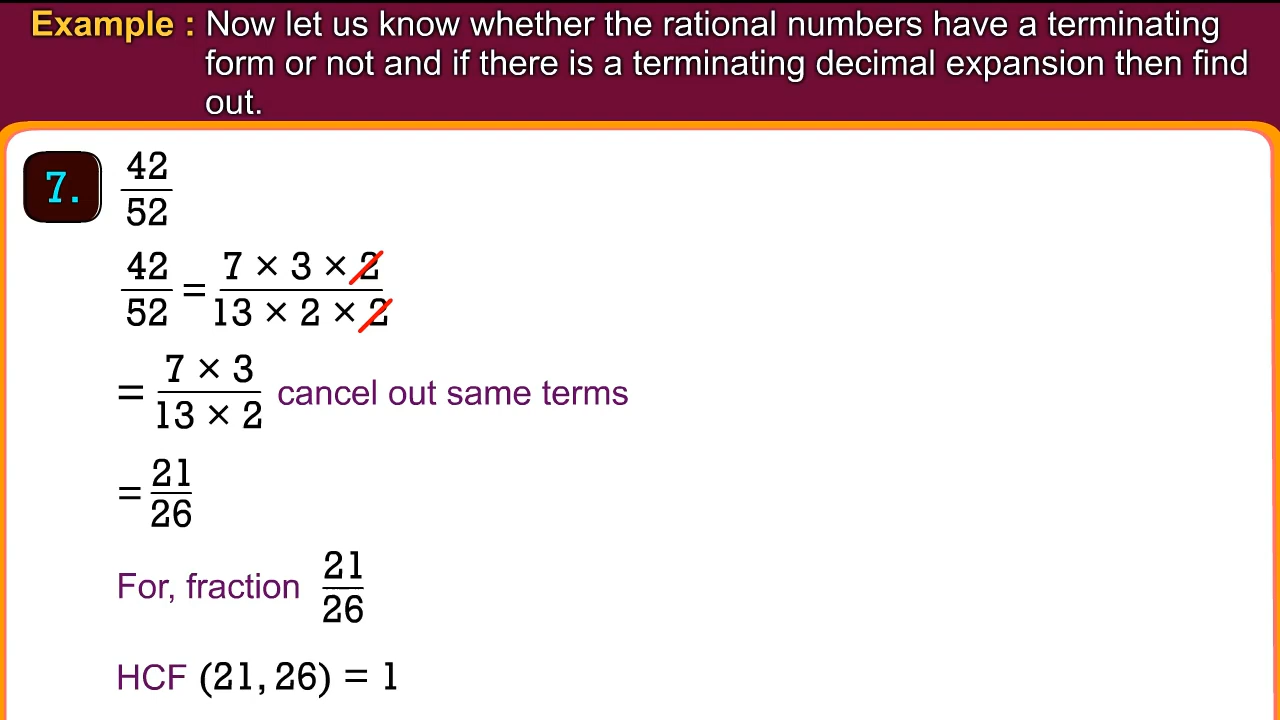 Example : Now let us know whether the rational numbers have a terminating
form or not and if there is a terminating decimal expansion then find
out.
7. 42/52
42/52 = 7 × 3 × 2/13 × 2 × 2
= 7 × 3/13 × 2 cancel out same terms
= 21/26
For, fraction 21/26
HCF (21, 26) = 1